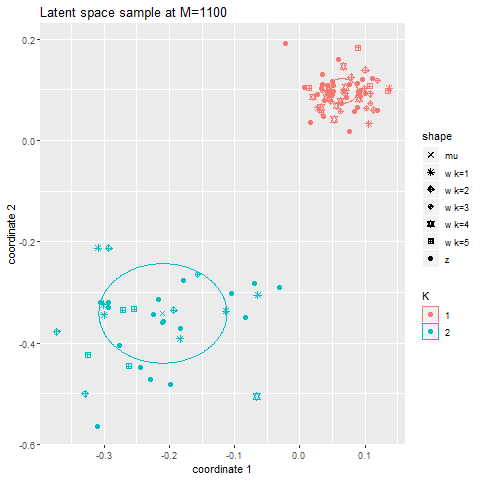 Latent space sample at M=1100
0.2
0.0
-0.2
-0.4
-0.6
coordinate 2
-0.3
-0.2
-0.1
0.0
0.1
coordinate 1
shape
mu
w k=1
w k=2
w k=3
w k=4
w k=5
z
K
1
2